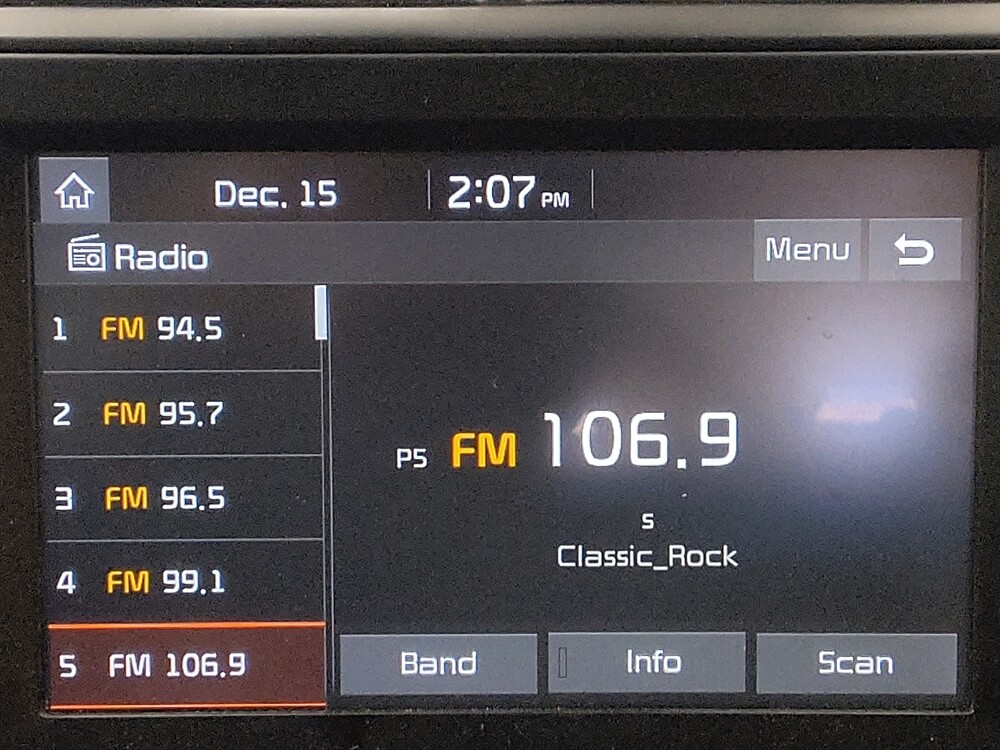 Dec. 15 2:07 PM
Radio Menu
1 FM 94.5
2 FM 95.7
3 FM 96.5
4 FM 99.1
5 FM 106.9
P5 FM 106.9
s
Classic_Rock
Band Info Scan